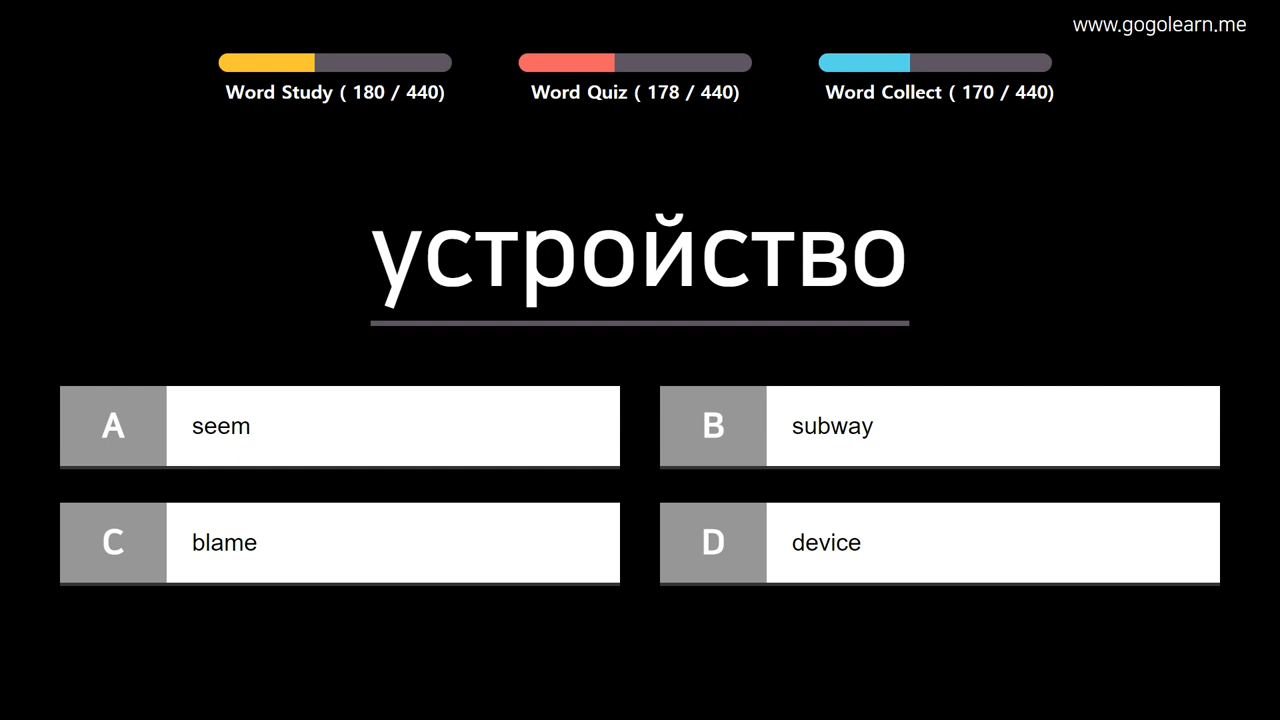 www.gogolearn.me
Word Study ( 180 / 440)
Word Quiz ( 178 / 440)
Word Collect ( 170 / 440)
устройство
A seem
B subway
C blame
D device